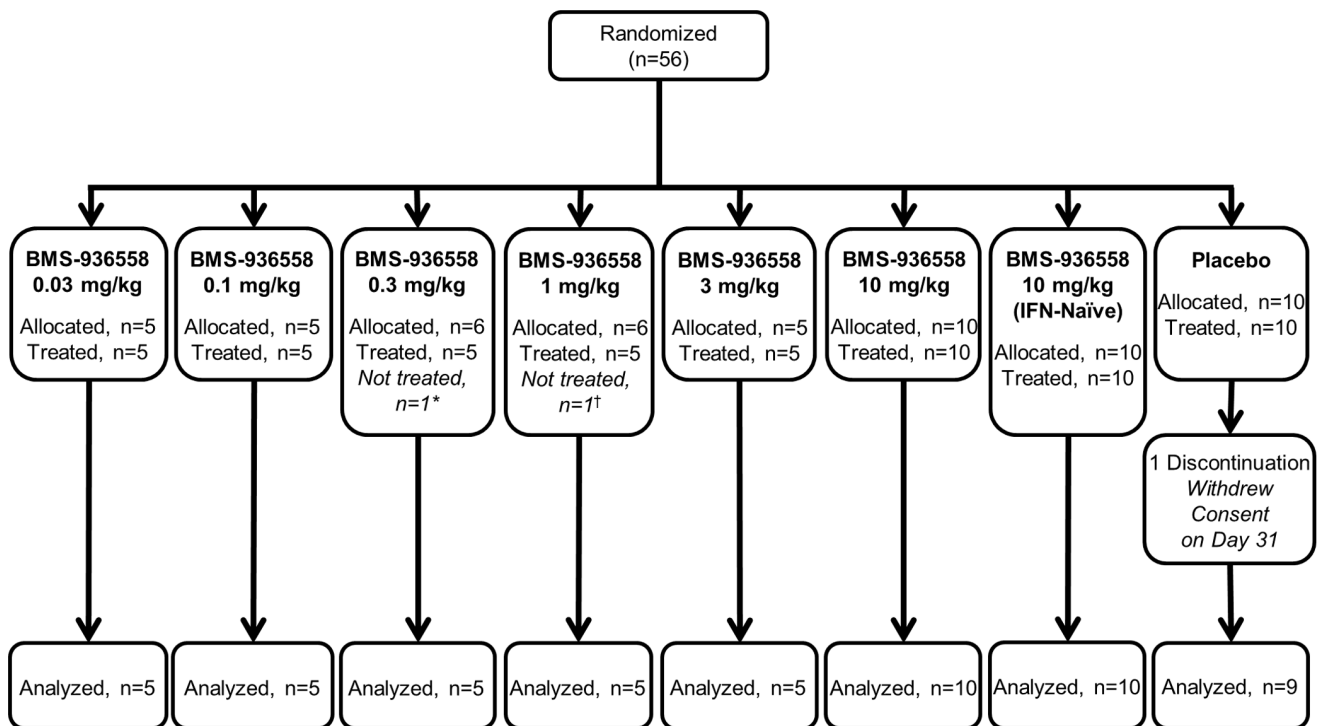 Randomized
(n=56)
BMS-936558
0.03 mg/kg
Allocated, n=5
Treated, n=5
BMS-936558
0.1 mg/kg
Allocated, n=5
Treated, n=5
BMS-936558
0.3 mg/kg
Allocated, n=6
Treated, n=5
Not treated,
n=1*
BMS-936558
1 mg/kg
Allocated, n=6
Treated, n=5
Not treated,
n=1†
BMS-936558
3 mg/kg
Allocated, n=5
Treated, n=5
BMS-936558
10 mg/kg
Allocated, n=10
Treated, n=10
BMS-936558
10 mg/kg
(IFN-Naïve)
Allocated, n=10
Treated, n=10
Placebo
Allocated, n=10
Treated, n=10
1 Discontinuation
Withdrew
Consent
on Day 31
Analyzed, n=5
Analyzed, n=5
Analyzed, n=5
Analyzed, n=5
Analyzed, n=5
Analyzed, n=10
Analyzed, n=10
Analyzed, n=9